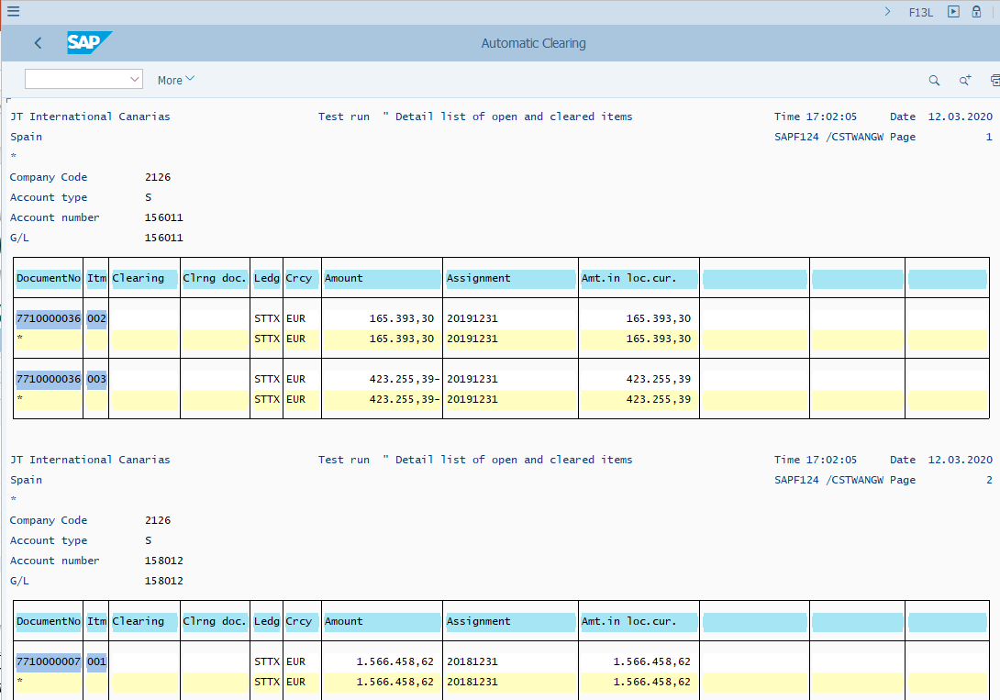 F13L
SAP Automatic Clearing
More
JT International Canarias Test run " Detail list of open and cleared items Time 17:02:05 Date 12.03.2020
Spain SAPF124 /CSTWANGW Page 1
*
Company Code 2126
Account type S
Account number 156011
G/L 156011
DocumentNo Itm Clearing Clrng doc. Ledg Crcy Amount Assignment Amt.in loc.cur.
7710000036 002 STTX EUR 165.393,30 20191231 165.393,30
* STTX EUR 165.393,30 20191231 165.393,30
7710000036 003 STTX EUR 423.255,39- 20191231 423.255,39
* STTX EUR 423.255,39- 20191231 423.255,39
JT International Canarias Test run " Detail list of open and cleared items Time 17:02:05 Date 12.03.2020
Spain SAPF124 /CSTWANGW Page 2
*
Company Code 2126
Account type S
Account number 158012
G/L 158012
DocumentNo Itm Clearing Clrng doc. Ledg Crcy Amount Assignment Amt.in loc.cur.
7710000007 001 STTX EUR 1.566.458,62 20181231 1.566.458,62
* STTX EUR 1.566.458,62 20181231 1.566.458,62